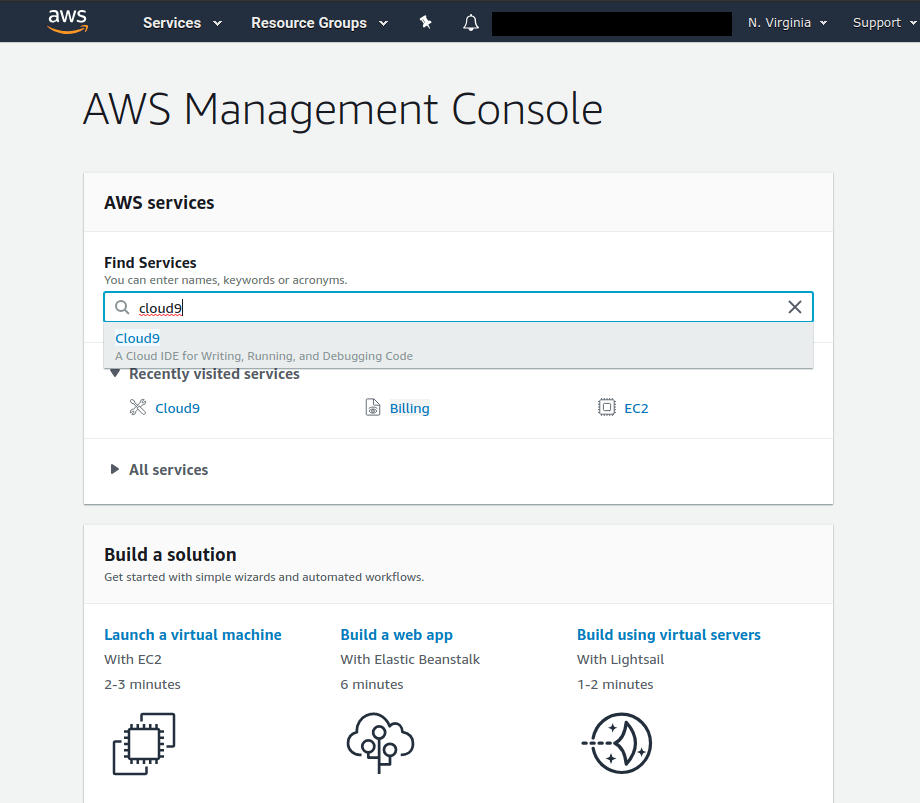 aws Services Resource Groups N. Virginia Support
AWS Management Console
AWS services
Find Services
You can enter names, keywords or acronyms.
cloud9
Cloud9
A Cloud IDE for Writing, Running, and Debugging Code
Recently visited services
Cloud9 Billing EC2
All services
Build a solution
Get started with simple wizards and automated workflows.
Launch a virtual machine Build a web app Build using virtual servers
With EC2 With Elastic Beanstalk With Lightsail
2-3 minutes 6 minutes 1-2 minutes